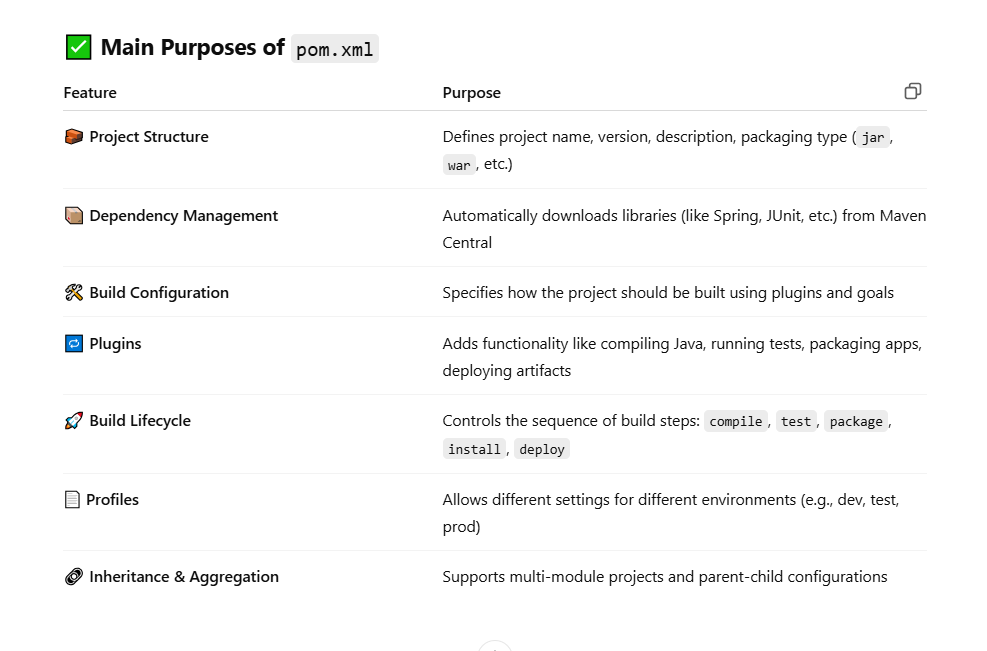 Main Purposes of pom.xml
Feature Purpose
Project Structure Defines project name, version, description, packaging type ( jar ,
war , etc.)
Dependency Management Automatically downloads libraries (like Spring, JUnit, etc.) from Maven
Central
Build Configuration Specifies how the project should be built using plugins and goals
Plugins Adds functionality like compiling Java, running tests, packaging apps,
deploying artifacts
Build Lifecycle Controls the sequence of build steps: compile , test , package ,
install , deploy
Profiles Allows different settings for different environments (e.g., dev, test,
prod)
Inheritance & Aggregation Supports multi-module projects and parent-child configurations